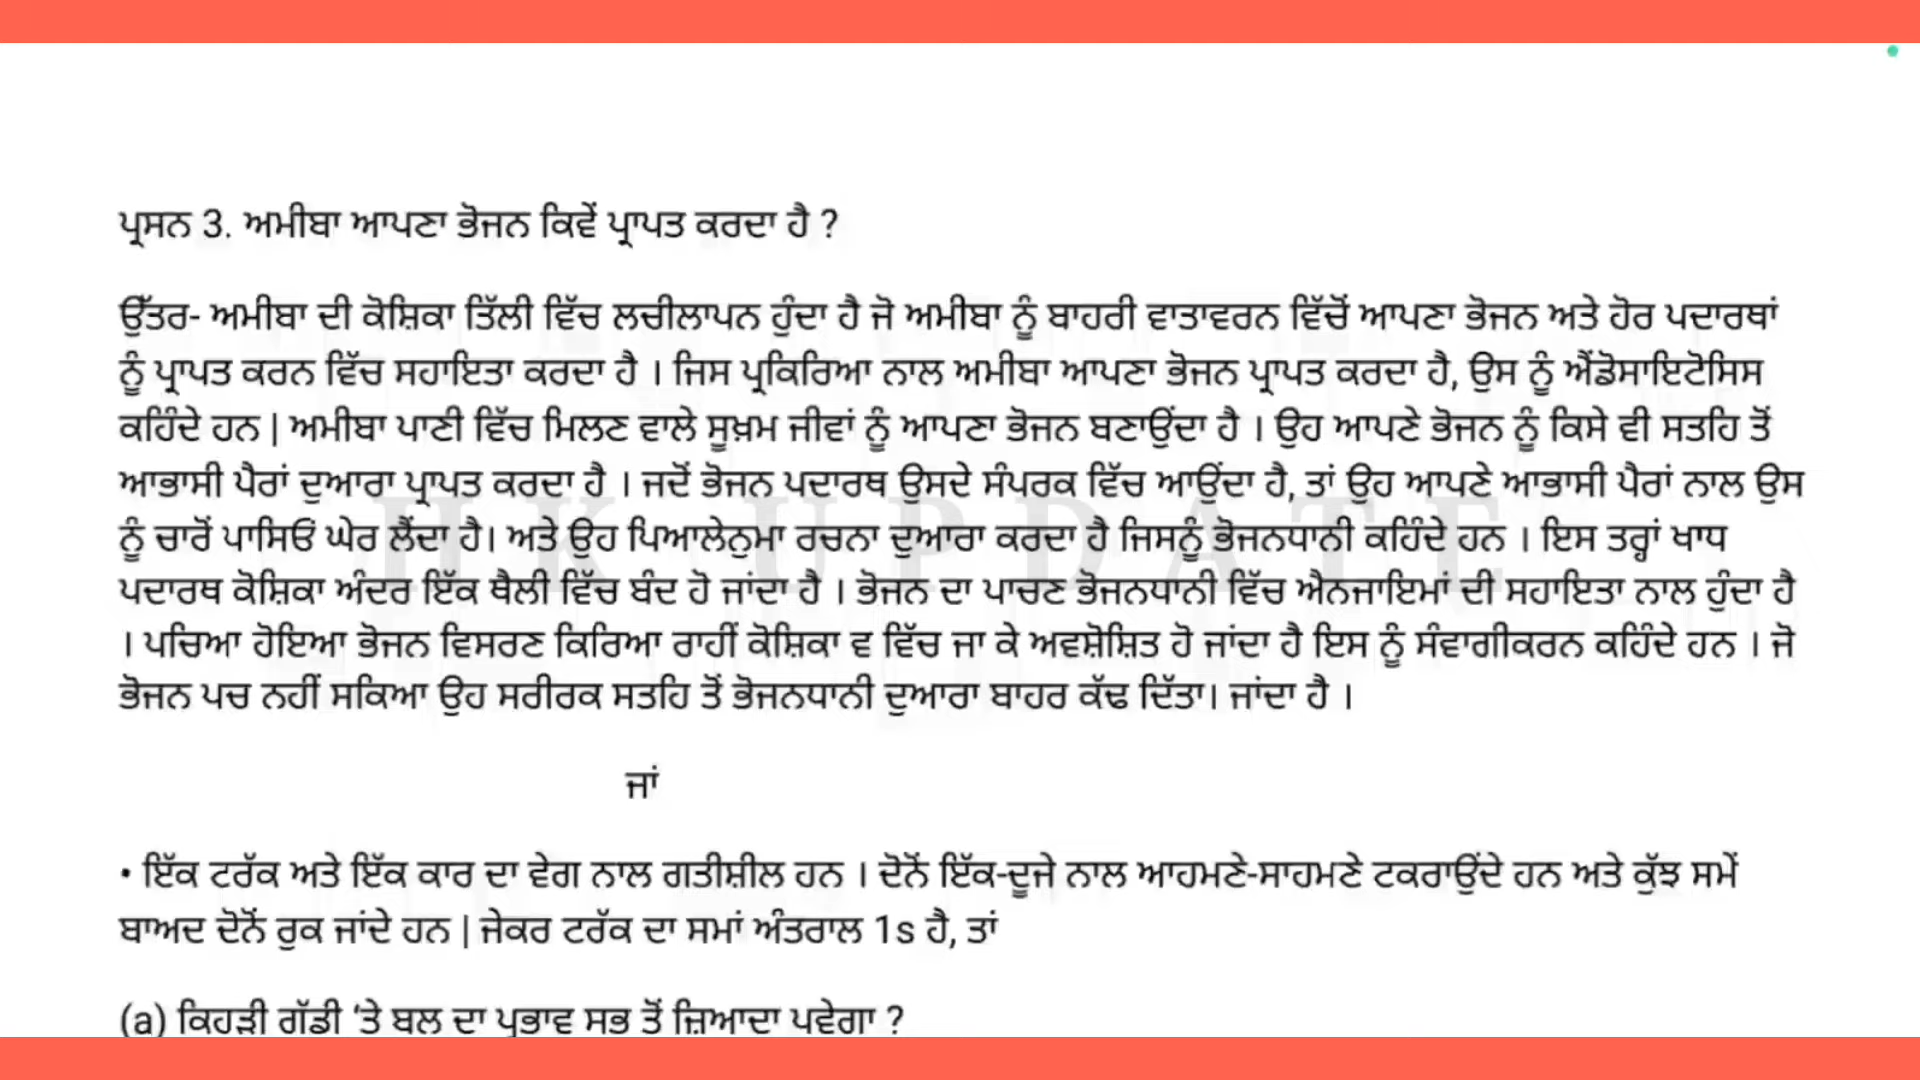 ਪ੍ਰਸਨ 3. ਅਮੀਬਾ ਆਪਣਾ ਭੋਜਨ ਕਿਵੇਂ ਪ੍ਰਾਪਤ ਕਰਦਾ ਹੈ ?
ਉੱਤਰ- ਅਮੀਬਾ ਦੀ ਕੋਸ਼ਿਕਾ ਤਿੱਲੀ ਵਿੱਚ ਲਚੀਲਾਪਨ ਹੁੰਦਾ ਹੈ ਜੋ ਅਮੀਬਾ ਨੂੰ ਬਾਹਰੀ ਵਾਤਾਵਰਨ ਵਿੱਚੋਂ ਆਪਣਾ ਭੋਜਨ ਅਤੇ ਹੋਰ ਪਦਾਰਥਾਂ
ਨੂੰ ਪ੍ਰਾਪਤ ਕਰਨ ਵਿੱਚ ਸਹਾਇਤਾ ਕਰਦਾ ਹੈ । ਜਿਸ ਪ੍ਰਕਿਰਿਆ ਨਾਲ ਅਮੀਬਾ ਆਪਣਾ ਭੋਜਨ ਪ੍ਰਾਪਤ ਕਰਦਾ ਹੈ, ਉਸ ਨੂੰ ਐਂਡੋਸਾਇਟੋਸਿਸ
ਕਹਿੰਦੇ ਹਨ | ਅਮੀਬਾ ਪਾਣੀ ਵਿੱਚ ਮਿਲਣ ਵਾਲੇ ਸੂਖ਼ਮ ਜੀਵਾਂ ਨੂੰ ਆਪਣਾ ਭੋਜਨ ਬਣਾਉਂਦਾ ਹੈ । ਉਹ ਆਪਣੇ ਭੋਜਨ ਨੂੰ ਕਿਸੇ ਵੀ ਸਤਹਿ ਤੋਂ
ਆਭਾਸੀ ਪੈਰਾਂ ਦੁਆਰਾ ਪ੍ਰਾਪਤ ਕਰਦਾ ਹੈ । ਜਦੋਂ ਭੋਜਨ ਪਦਾਰਥ ਉਸਦੇ ਸੰਪਰਕ ਵਿੱਚ ਆਉਂਦਾ ਹੈ, ਤਾਂ ਉਹ ਆਪਣੇ ਆਭਾਸੀ ਪੈਰਾਂ ਨਾਲ ਉਸ
ਨੂੰ ਚਾਰੋਂ ਪਾਸਿਓਂ ਘੇਰ ਲੈਂਦਾ ਹੈ। ਅਤੇ ਉਹ ਪਿਆਲੇਨੁਮਾ ਰਚਨਾ ਦੁਆਰਾ ਕਰਦਾ ਹੈ ਜਿਸਨੂੰ ਭੋਜਨਧਾਨੀ ਕਹਿੰਦੇ ਹਨ । ਇਸ ਤਰ੍ਹਾਂ ਖਾਧ
ਪਦਾਰਥ ਕੋਸ਼ਿਕਾ ਅੰਦਰ ਇੱਕ ਥੈਲੀ ਵਿੱਚ ਬੰਦ ਹੋ ਜਾਂਦਾ ਹੈ । ਭੋਜਨ ਦਾ ਪਾਚਣ ਭੋਜਨਧਾਨੀ ਵਿੱਚ ਐਨਜਾਇਮਾਂ ਦੀ ਸਹਾਇਤਾ ਨਾਲ ਹੁੰਦਾ ਹੈ
। ਪਚਿਆ ਹੋਇਆ ਭੋਜਨ ਵਿਸਰਣ ਕਿਰਿਆ ਰਾਹੀਂ ਕੋਸ਼ਿਕਾ ਵ ਵਿੱਚ ਜਾ ਕੇ ਅਵਸ਼ੋਸ਼ਿਤ ਹੋ ਜਾਂਦਾ ਹੈ ਇਸ ਨੂੰ ਸੰਵਾਗੀਕਰਨ ਕਹਿੰਦੇ ਹਨ । ਜੋ
ਭੋਜਨ ਪਚ ਨਹੀਂ ਸਕਿਆ ਉਹ ਸਰੀਰਕ ਸਤਹਿ ਤੋਂ ਭੋਜਨਧਾਨੀ ਦੁਆਰਾ ਬਾਹਰ ਕੱਢ ਦਿੱਤਾ। ਜਾਂਦਾ ਹੈ ।
HK UPDATE
ਜਾਂ
• ਇੱਕ ਟਰੱਕ ਅਤੇ ਇੱਕ ਕਾਰ ਦਾ ਵੇਗ ਨਾਲ ਗਤੀਸ਼ੀਲ ਹਨ । ਦੋਨੋਂ ਇੱਕ-ਦੂਜੇ ਨਾਲ ਆਹਮਣੇ-ਸਾਹਮਣੇ ਟਕਰਾਉਂਦੇ ਹਨ ਅਤੇ ਕੁੱਝ ਸਮੇਂ
ਬਾਅਦ ਦੋਨੋਂ ਰੁਕ ਜਾਂਦੇ ਹਨ | ਜੇਕਰ ਟਰੱਕ ਦਾ ਸਮਾਂ ਅੰਤਰਾਲ 1s ਹੈ, ਤਾਂ
(a) ਕਿਹੜੀ ਗੱਡੀ ‘ਤੇ ਬਲ ਦਾ ਪ੍ਰਭਾਵ ਸਭ ਤੋਂ ਜ਼ਿਆਦਾ ਪਵੇਗਾ ?